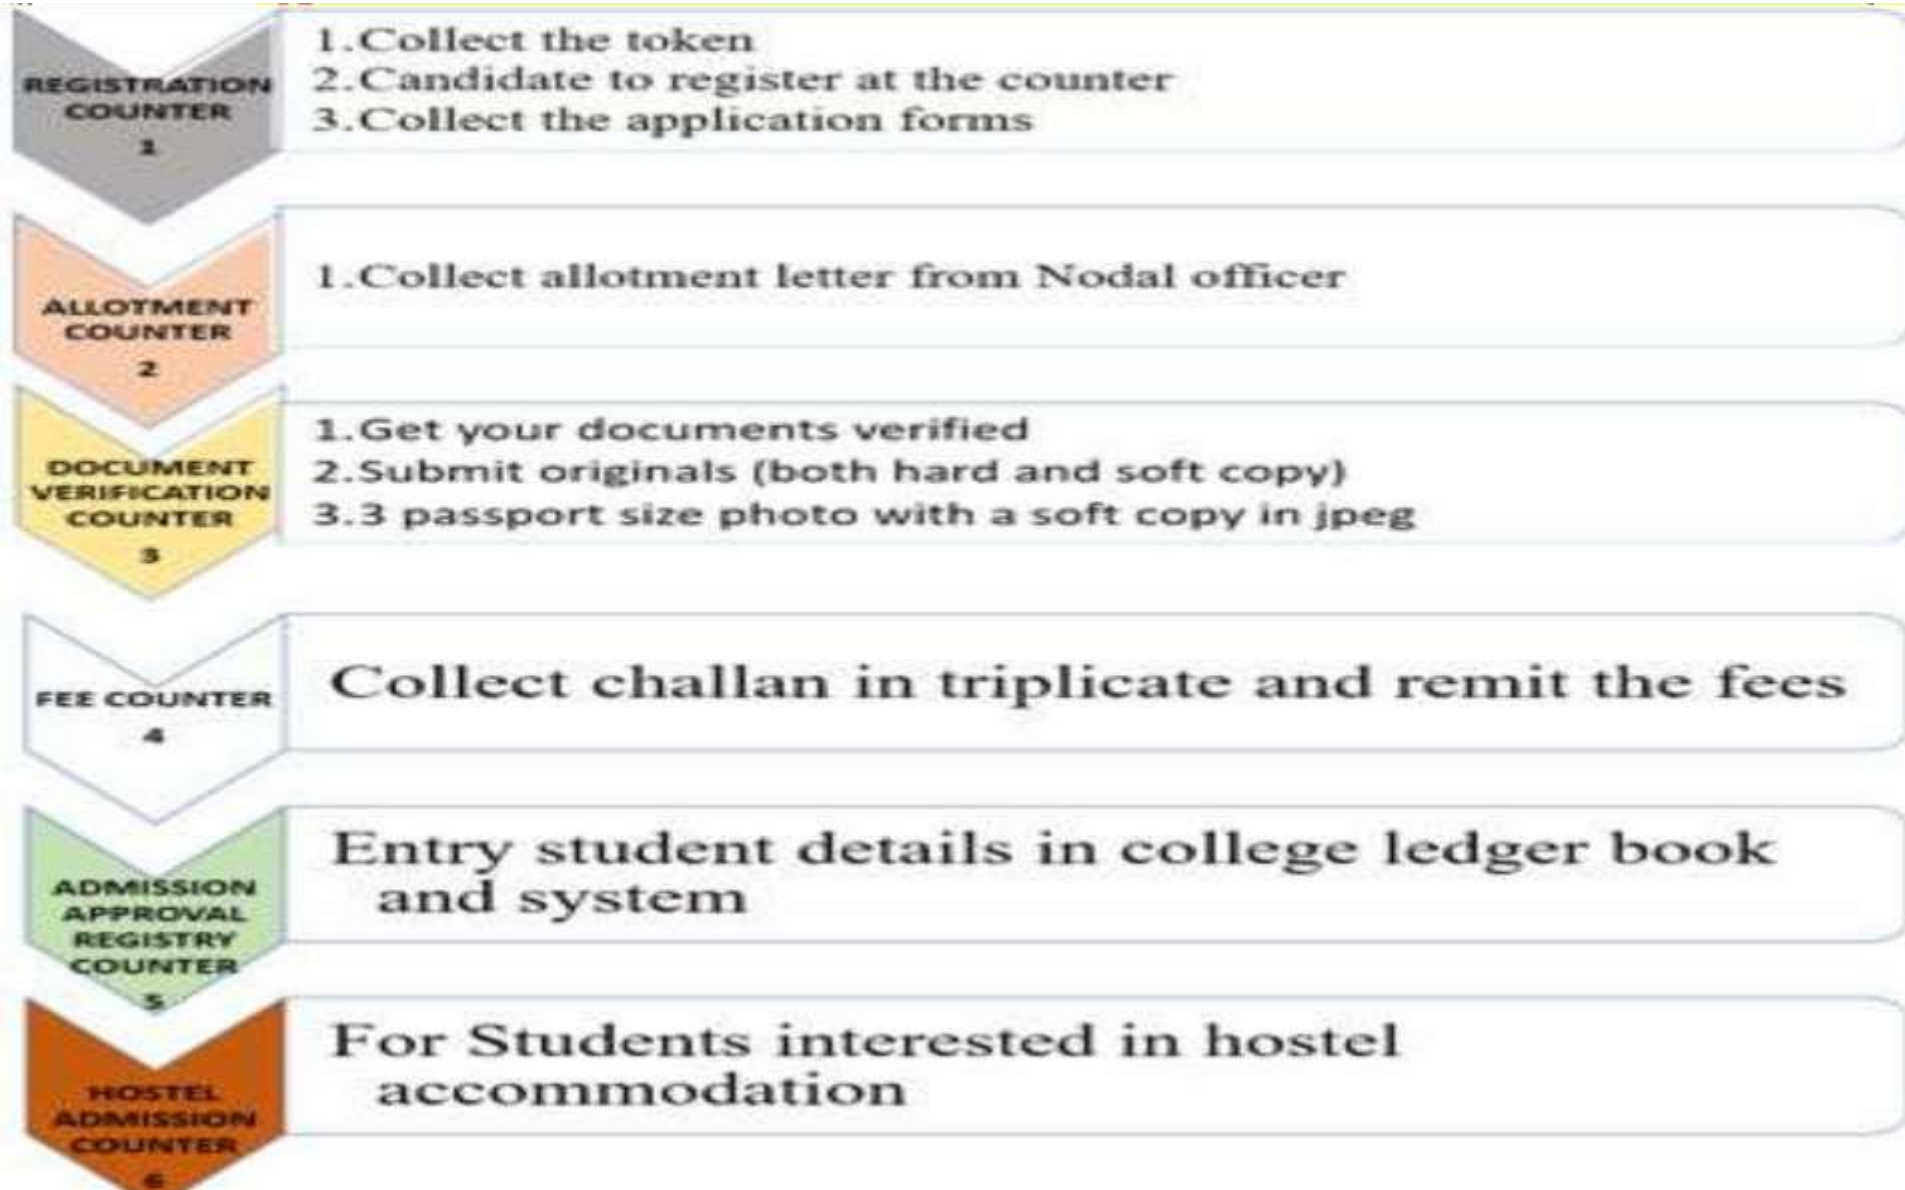 REGISTRATION
COUNTER
1
1.Collect the token
2.Candidate to register at the counter
3.Collect the application forms
ALLOTMENT
COUNTER
2
1.Collect allotment letter from Nodal officer
DOCUMENT
VERIFICATION
COUNTER
3
1.Get your documents verified
2.Submit originals (both hard and soft copy)
3.3 passport size photo with a soft copy in jpeg
FEE COUNTER
4
Collect challan in triplicate and remit the fees
ADMISSION
APPROVAL
REGISTRY
COUNTER
5
Entry student details in college ledger book
and system
HOSTEL
ADMISSION
COUNTER
6
For Students interested in hostel
accommodation